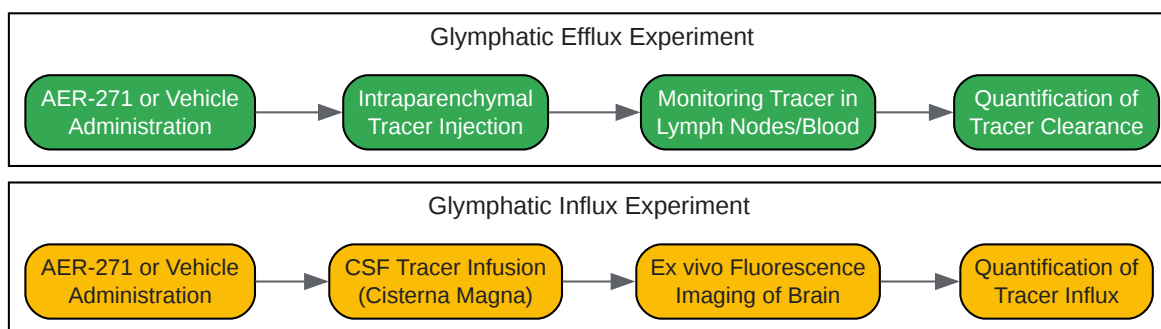 Glymphatic Efflux Experiment
AER-271 or Vehicle
Administration
Intraparenchymal
Tracer Injection
Monitoring Tracer in
Lymph Nodes/Blood
Quantification of
Tracer Clearance
Glymphatic Influx Experiment
AER-271 or Vehicle
Administration
CSF Tracer Infusion
(Cisterna Magna)
Ex vivo Fluorescence
Imaging of Brain
Quantification of
Tracer Influx